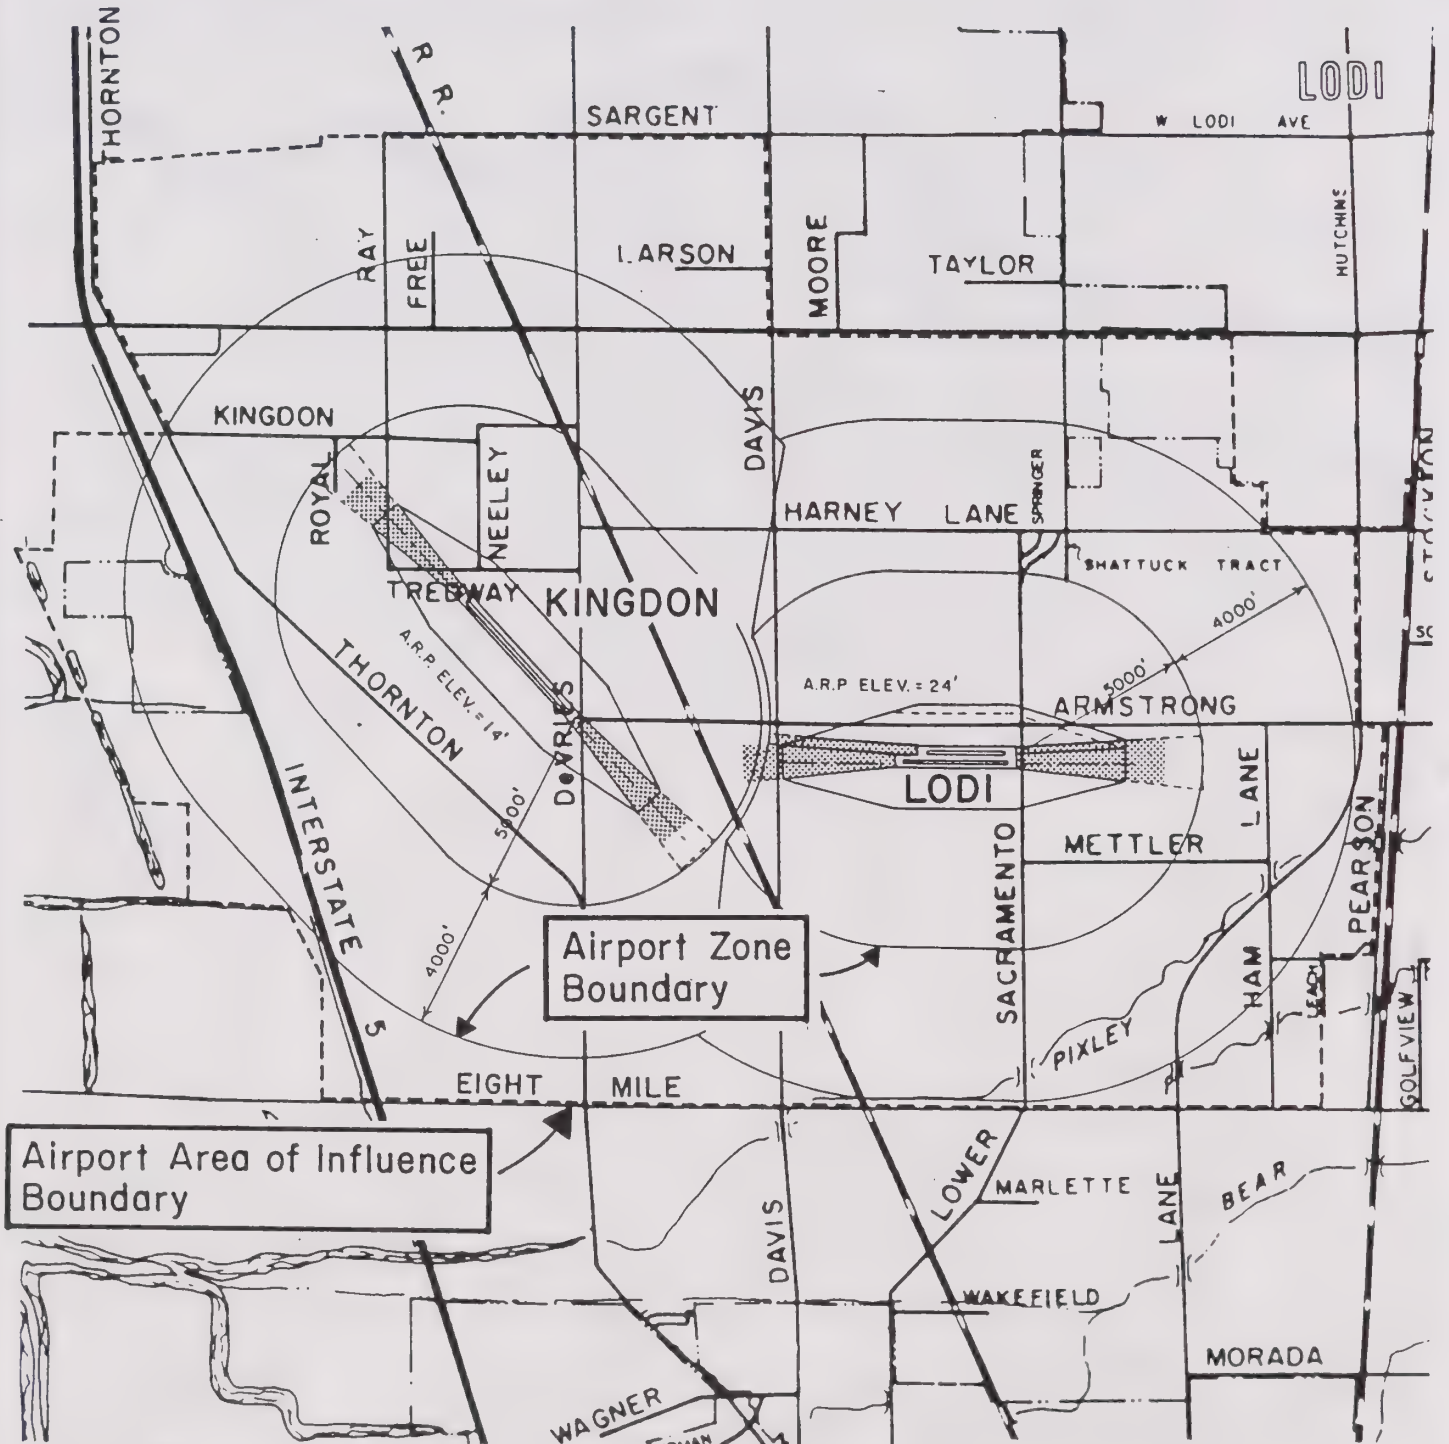 THORNTON
R R.
SARGENT
LODI
W LODI AVE
HUTCHINS
RAY
FREE
LARSON
MOORE
TAYLOR
KINGDON
DAVIS
ROYAL
NEELEY
HARNEY LANE
SPRINGER
STOCKTON
SHATTUCK TRACT
TREDWAY
KINGDON
4000'
THORNTON
A.R.P. ELEV. = 14'
A.R.P ELEV. = 24'
5000'
ARMSTRONG
DeVRIES
LODI
LANE
INTERSTATE
5
5000'
METTLER
PEARSON
SACRAMENTO
4000'
Airport Zone
Boundary
HAM
LEACH
GOLFVIEW
PIXLEY
EIGHT MILE
Airport Area of Influence
Boundary
LOWER
MARLETTE
LANE
BEAR
DAVIS
WAKEFIELD
MORADA
WAGNER